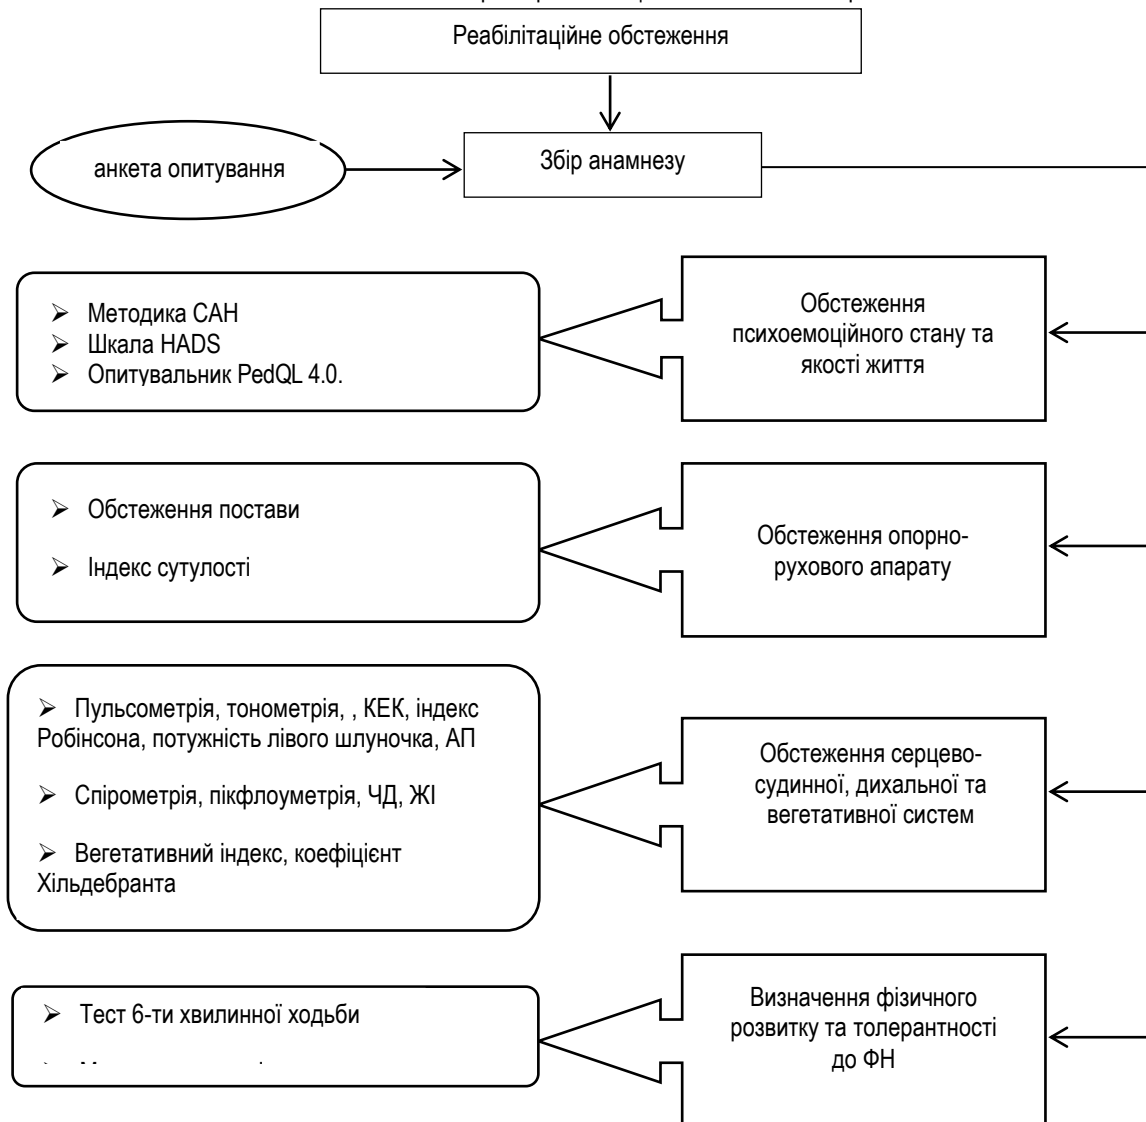 Реабілітаційне обстеження
анкета опитування
Збір анамнезу
➢ Методика САН
➢ Шкала HADS
➢ Опитувальник PedQL 4.0.
Обстеження
психоемоційного стану та
якості життя
➢ Обстеження постави
➢ Індекс сутулості
Обстеження опорно-
рухового апарату
➢ Пульсометрія, тонометрія, , КЕК, індекс
Робінсона, потужність лівого шлуночка, АП
➢ Спірометрія, пікфлоуметрія, ЧД, ЖІ
➢ Вегетативний індекс, коефіцієнт
Хільдебранта
Обстеження серцево-
судинної, дихальної та
вегетативної систем
➢ Тест 6-ти хвилинної ходьби
Визначення фізичного
розвитку та толерантності
до ФН